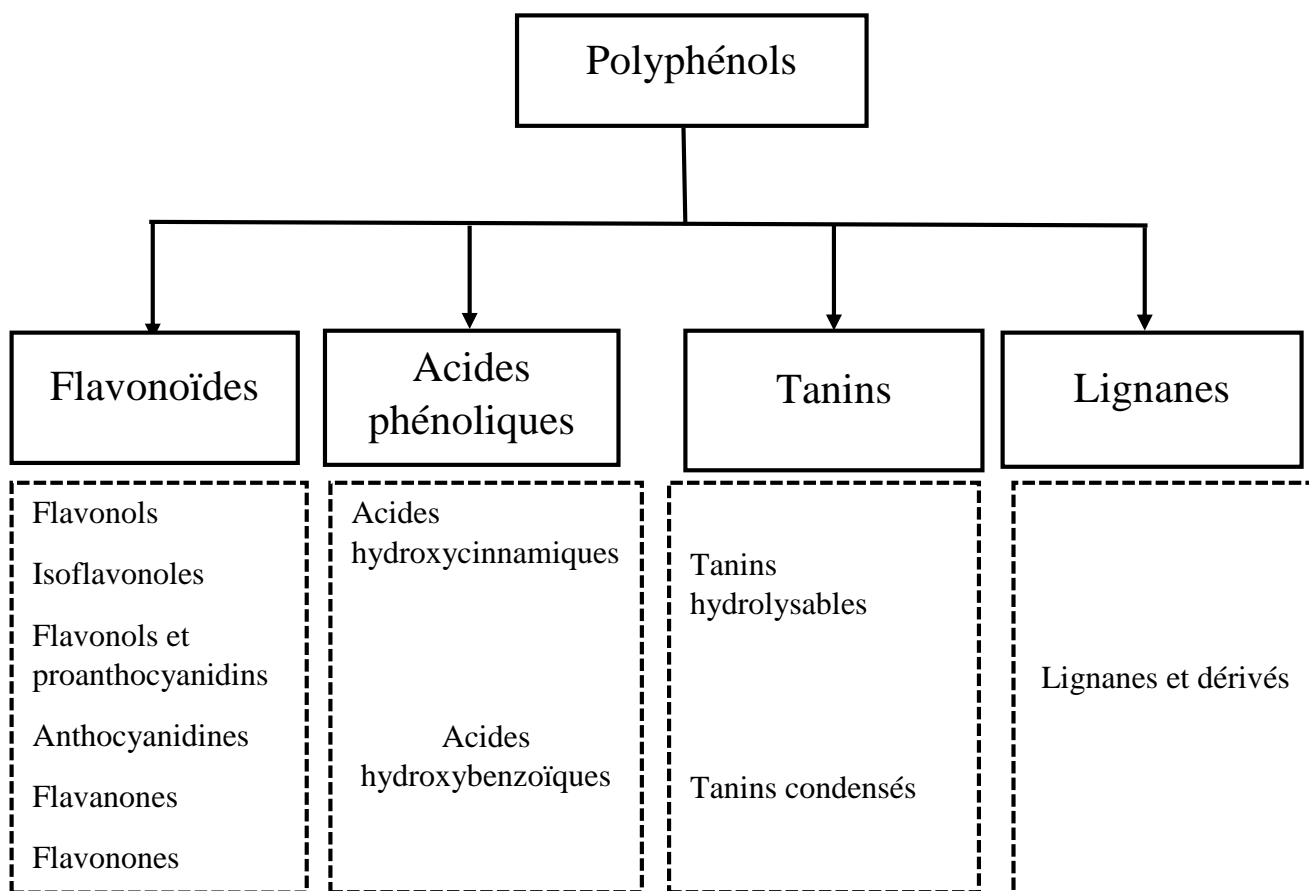 Polyphénols
Flavonoïdes
Acides
phénoliques
Tanins
Lignanes
Flavonols
Isoflavonoles
Flavonols et
proanthocyanidins
Anthocyanidines
Flavanones
Flavonones
Acides
hydroxycinnamiques
Acides
hydroxybenzoïques
Tanins
hydrolysables
Tanins condensés
Lignanes et dérivés